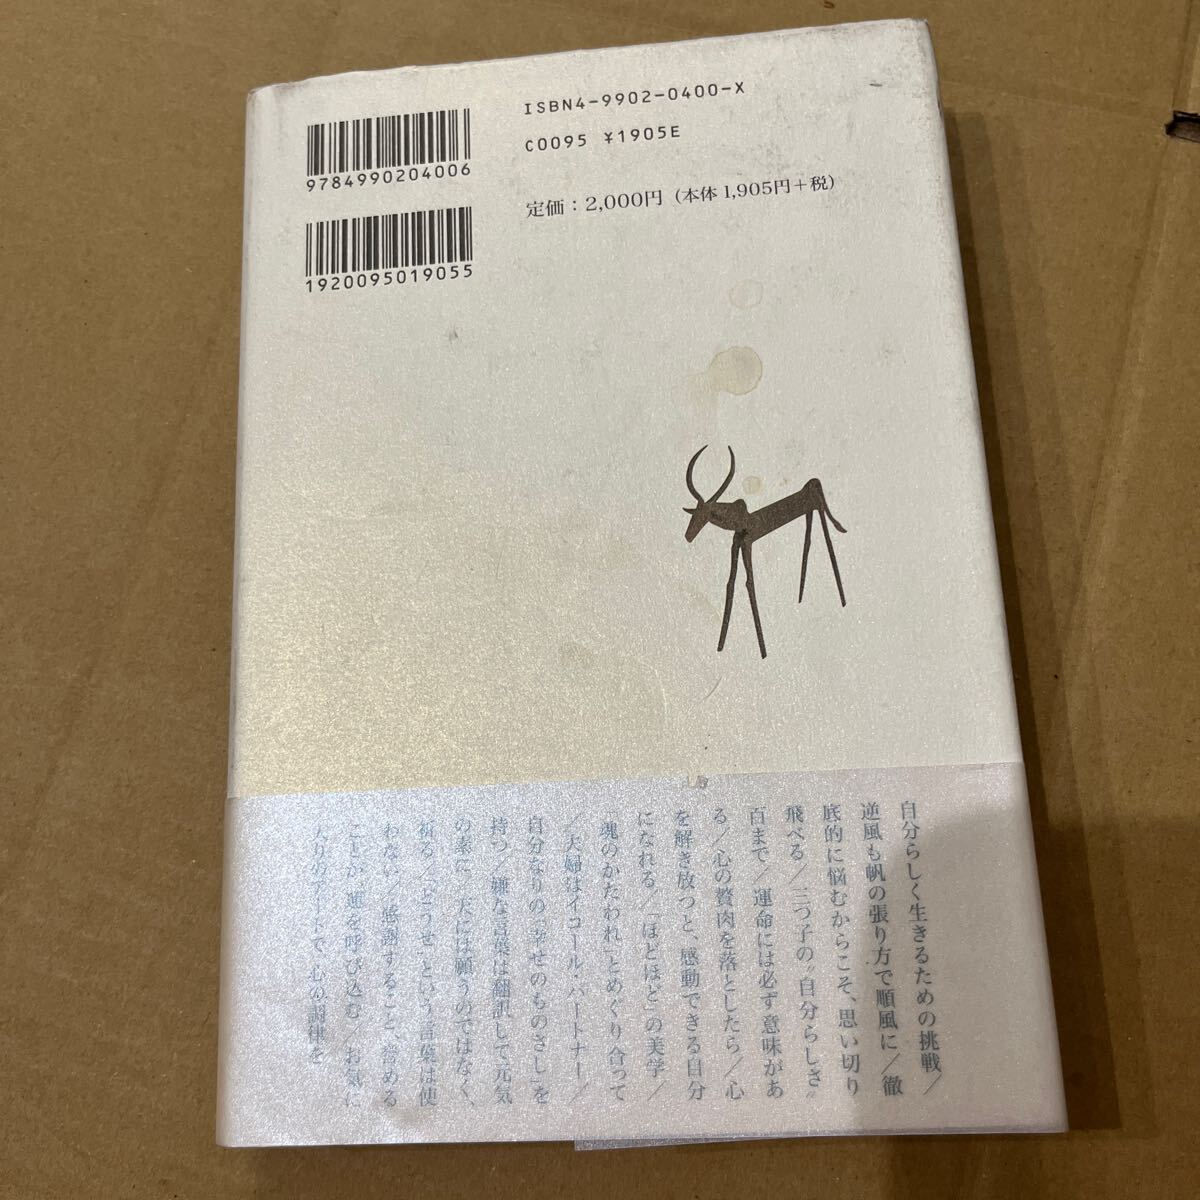 ISBN4-9902-0400-X
C0095 ¥1905E
定価：2,000円（本体1,905円＋税）
9784990204006
1920095019055
自分らしく生きるための挑戦／
逆風も帆の張り方で順風に／徹
底的に悩むからこそ、思い切り
飛べる／三つ子の"自分らしさ"
百まで／運命には必ず意味があ
る／心の贅肉を落としたら／心
を解き放つと、感動できる自分
になれる／「ほどほど」の美学／
「魂のかたわれ」とめぐり合って
／夫婦はイコール・パートナー／
自分なりの「幸せのものさし」を
持つ／嫌な言葉は翻訳して元気
の素に／天には願うのではなく、
祈る／「どうせ」という言葉は使
わない／感謝すること、誉める
ことが運を呼び込む／お気に
入りのアートで心の調律を